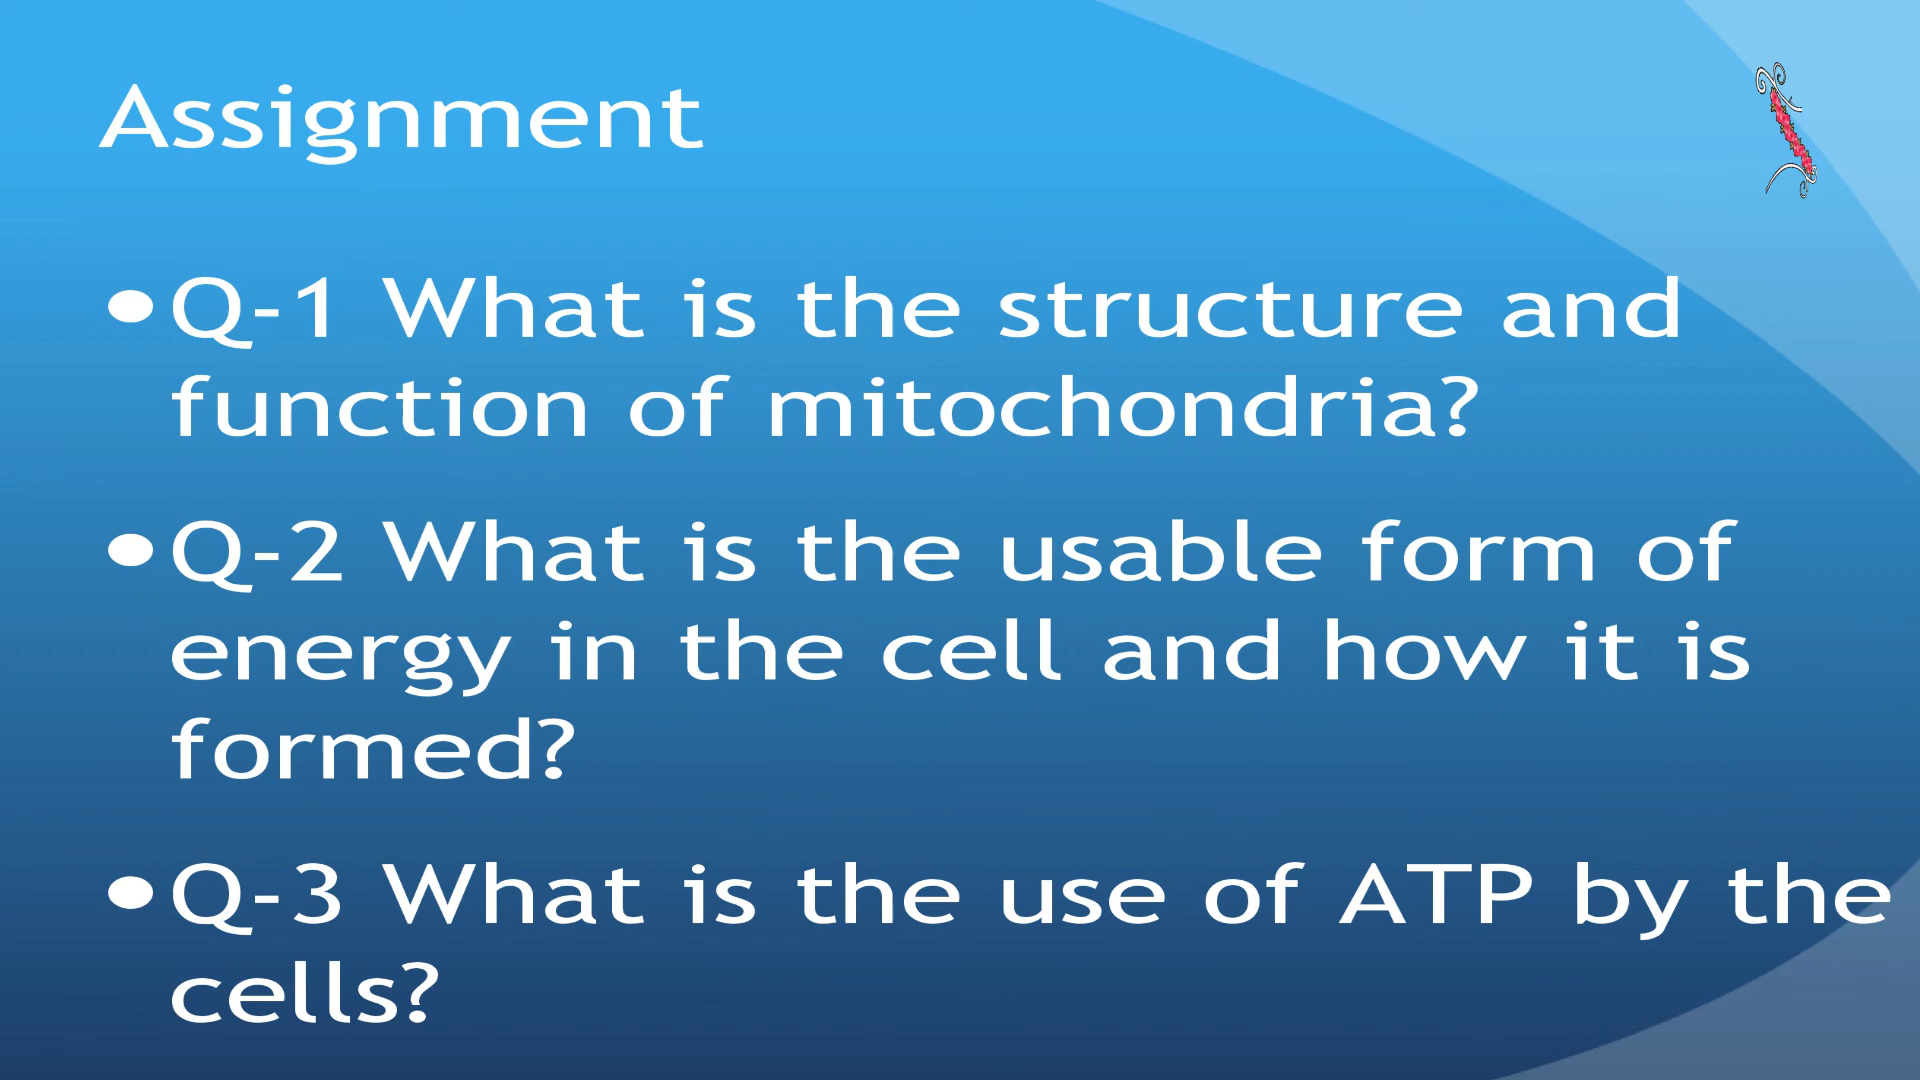 Assignment
•Q-1 What is the structure and
function of mitochondria?
•Q-2 What is the usable form of
energy in the cell and how it is
formed?
•Q-3 What is the use of ATP by the
cells?